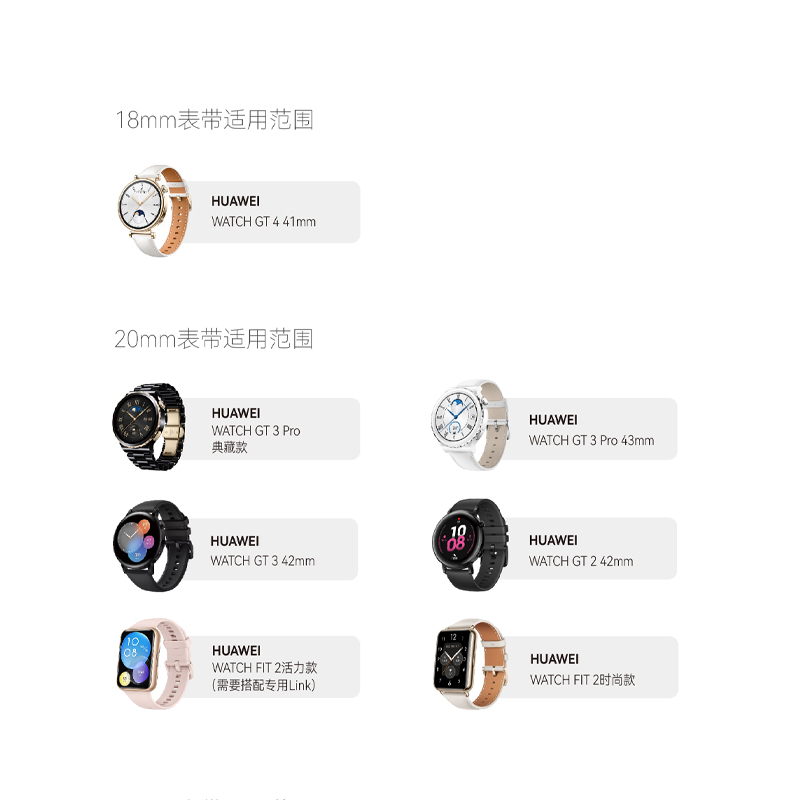 18mm表带适用范围
HUAWEI
WATCH GT 4 41mm
20mm表带适用范围
HUAWEI
WATCH GT 3 Pro
典藏款
HUAWEI
WATCH GT 3 Pro 43mm
HUAWEI
WATCH GT 3 42mm
10
08
HUAWEI
WATCH GT 2 42mm
10
08
HUAWEI
WATCH FIT 2活力款
(需要搭配专用Link)
12
HUAWEI
WATCH FIT 2时尚款